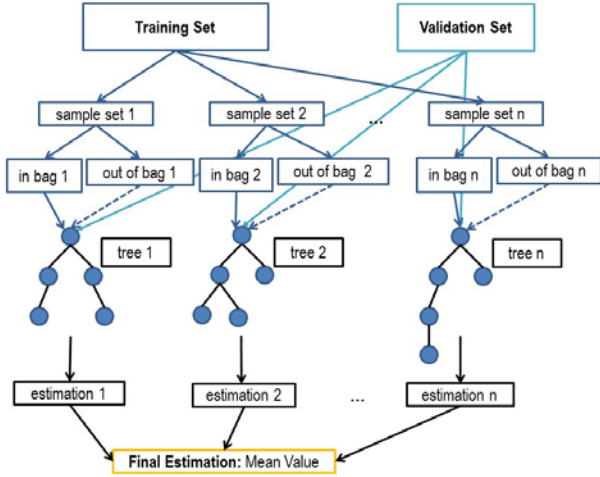 Training Set
Validation Set
sample set 1
sample set 2
...
sample set n
in bag 1
out of bag 1
in bag 2
out of bag 2
in bag n
out of bag n
tree 1
tree 2
tree n
estimation 1
estimation 2
...
estimation n
Final Estimation: Mean Value